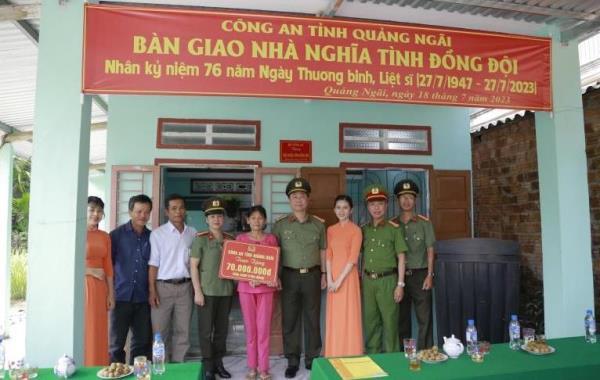 CÔNG AN TỈNH QUẢNG NGÃI
BÀN GIAO NHÀ NGHĨA TÌNH ĐỒNG ĐỘI
Nhân kỷ niệm 76 năm Ngày Thương binh, Liệt sĩ (27/7/1947 - 27/7/2023)
Quảng Ngãi, ngày 18 tháng 7 năm 2023
CÔNG AN TỈNH QUẢNG NGÃI
Trao tặng
70.000.000đ